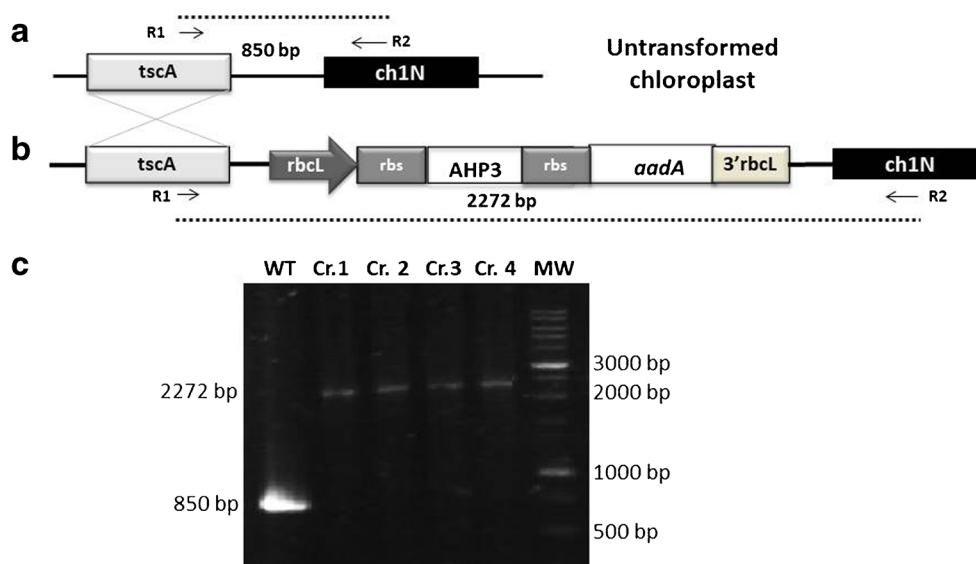 a
R1
850 bp
R2
Untransformed
chloroplast
tscA
ch1N
b
tscA
rbcL
rbs
AHP3
rbs
aadA
3'rbcL
ch1N
R1
2272 bp
R2
c
WT Cr.1 Cr. 2 Cr.3 Cr. 4 MW
3000 bp
2272 bp
2000 bp
1000 bp
850 bp
500 bp